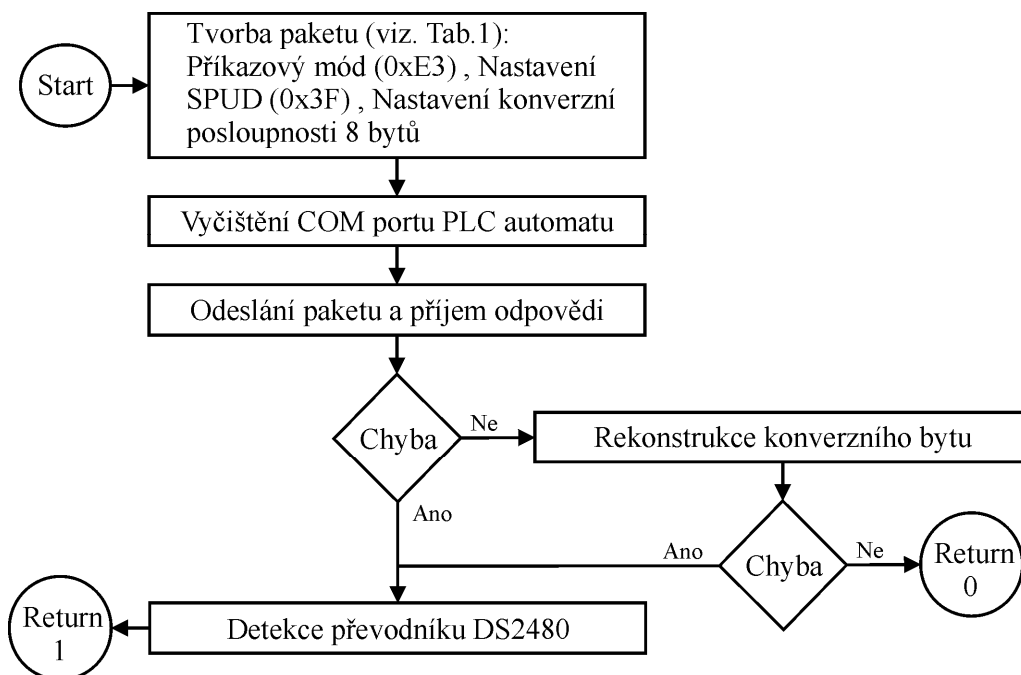 Start
Tvorba paketu (viz. Tab.1):
Příkazový mód (0xE3) , Nastavení
SPUD (0x3F) , Nastavení konverzní
posloupnosti 8 bytů
Vyčištění COM portu PLC automatu
Odeslání paketu a příjem odpovědi
Chyba
Ne
Rekonstrukce konverzního bytu
Ano
Ano
Chyba
Ne
Return
0
Detekce převodníku DS2480
Return
1